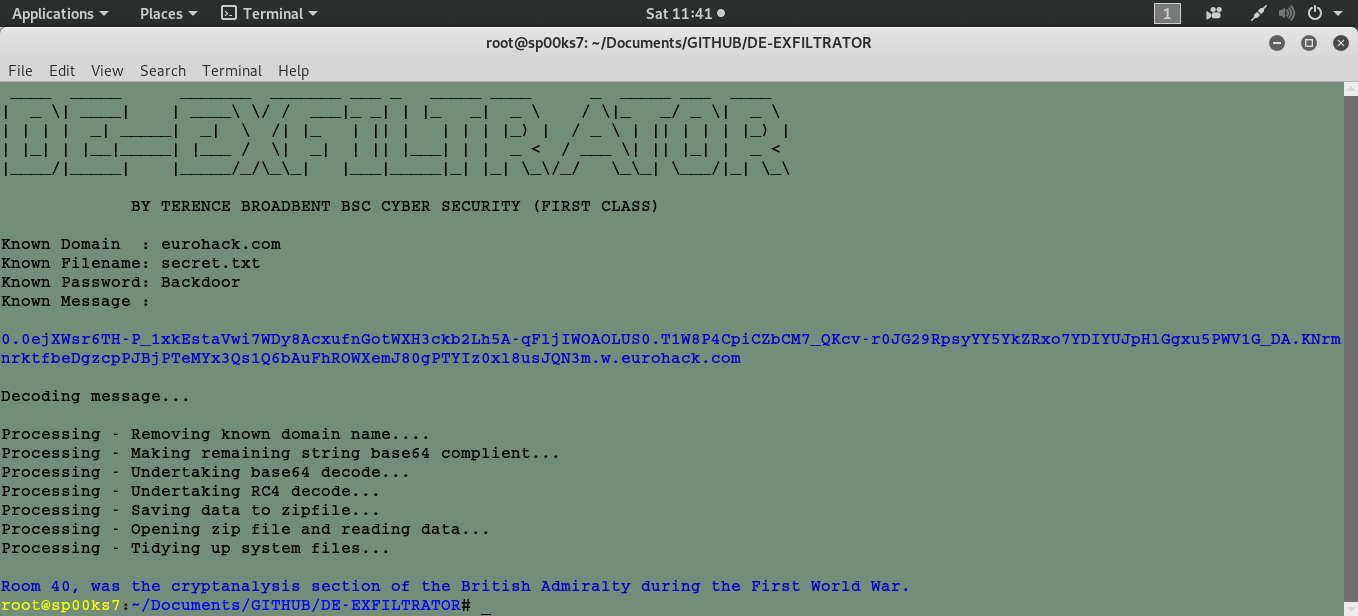 Applications Places Terminal Sat 11:41 1
root@sp00ks7: ~/Documents/GITHUB/DE-EXFILTRATOR
File Edit View Search Terminal Help
DE-EXFILTRATOR
BY TERENCE BROADBENT BSC CYBER SECURITY (FIRST CLASS)
Known Domain : eurohack.com
Known Filename: secret.txt
Known Password: Backdoor
Known Message :
0.0ejXWsr6TH-P_1xkEstaVwi7WDy8AcxufnGotWXH3ckb2Lh5A-qFljIWOAOLUS0.T1W8P4CpiCZbCM7_QKcv-r0JG29RpsyYY5YkZRxo7YDIYUJpHlGgxu5PWV1G_DA.KNrm
nrktfbeDgzcpPJBjPTeMYx3Qs1Q6bAuFhROWXemJ80gPTYIz0xl8usJQN3m.w.eurohack.com
Decoding message...
Processing - Removing known domain name....
Processing - Making remaining string base64 complient...
Processing - Undertaking base64 decode...
Processing - Undertaking RC4 decode...
Processing - Saving data to zipfile...
Processing - Opening zip file and reading data...
Processing - Tidying up system files...
Room 40, was the cryptanalysis section of the British Admiralty during the First World War.
root@sp00ks7:~/Documents/GITHUB/DE-EXFILTRATOR# _